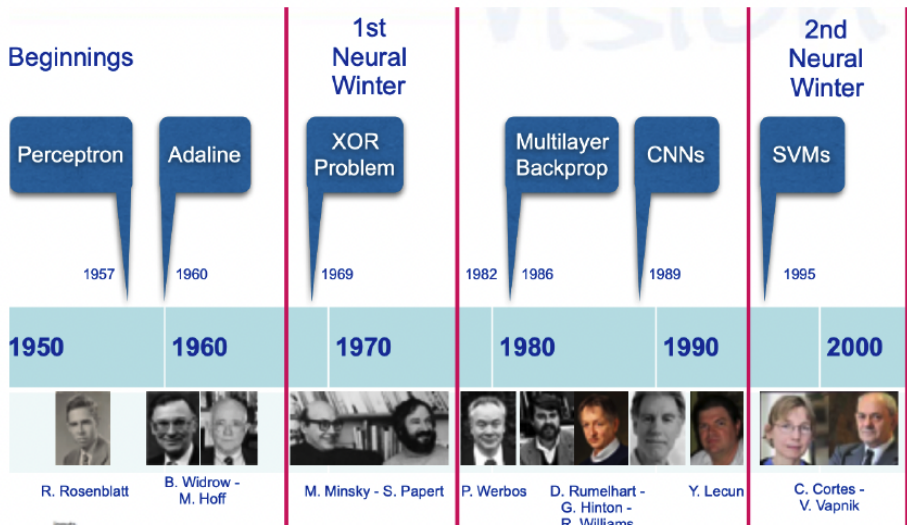 Beginnings
1st
Neural
Winter
2nd
Neural
Winter
Perceptron
Adaline
XOR
Problem
Multilayer
Backprop
CNNs
SVMs
1957
1960
1969
1982
1986
1989
1995
1950
1960
1970
1980
1990
2000
R. Rosenblatt
B. Widrow -
M. Hoff
M. Minsky - S. Papert
P. Werbos
D. Rumelhart -
G. Hinton -
R. Williams
Y. Lecun
C. Cortes -
V. Vapnik